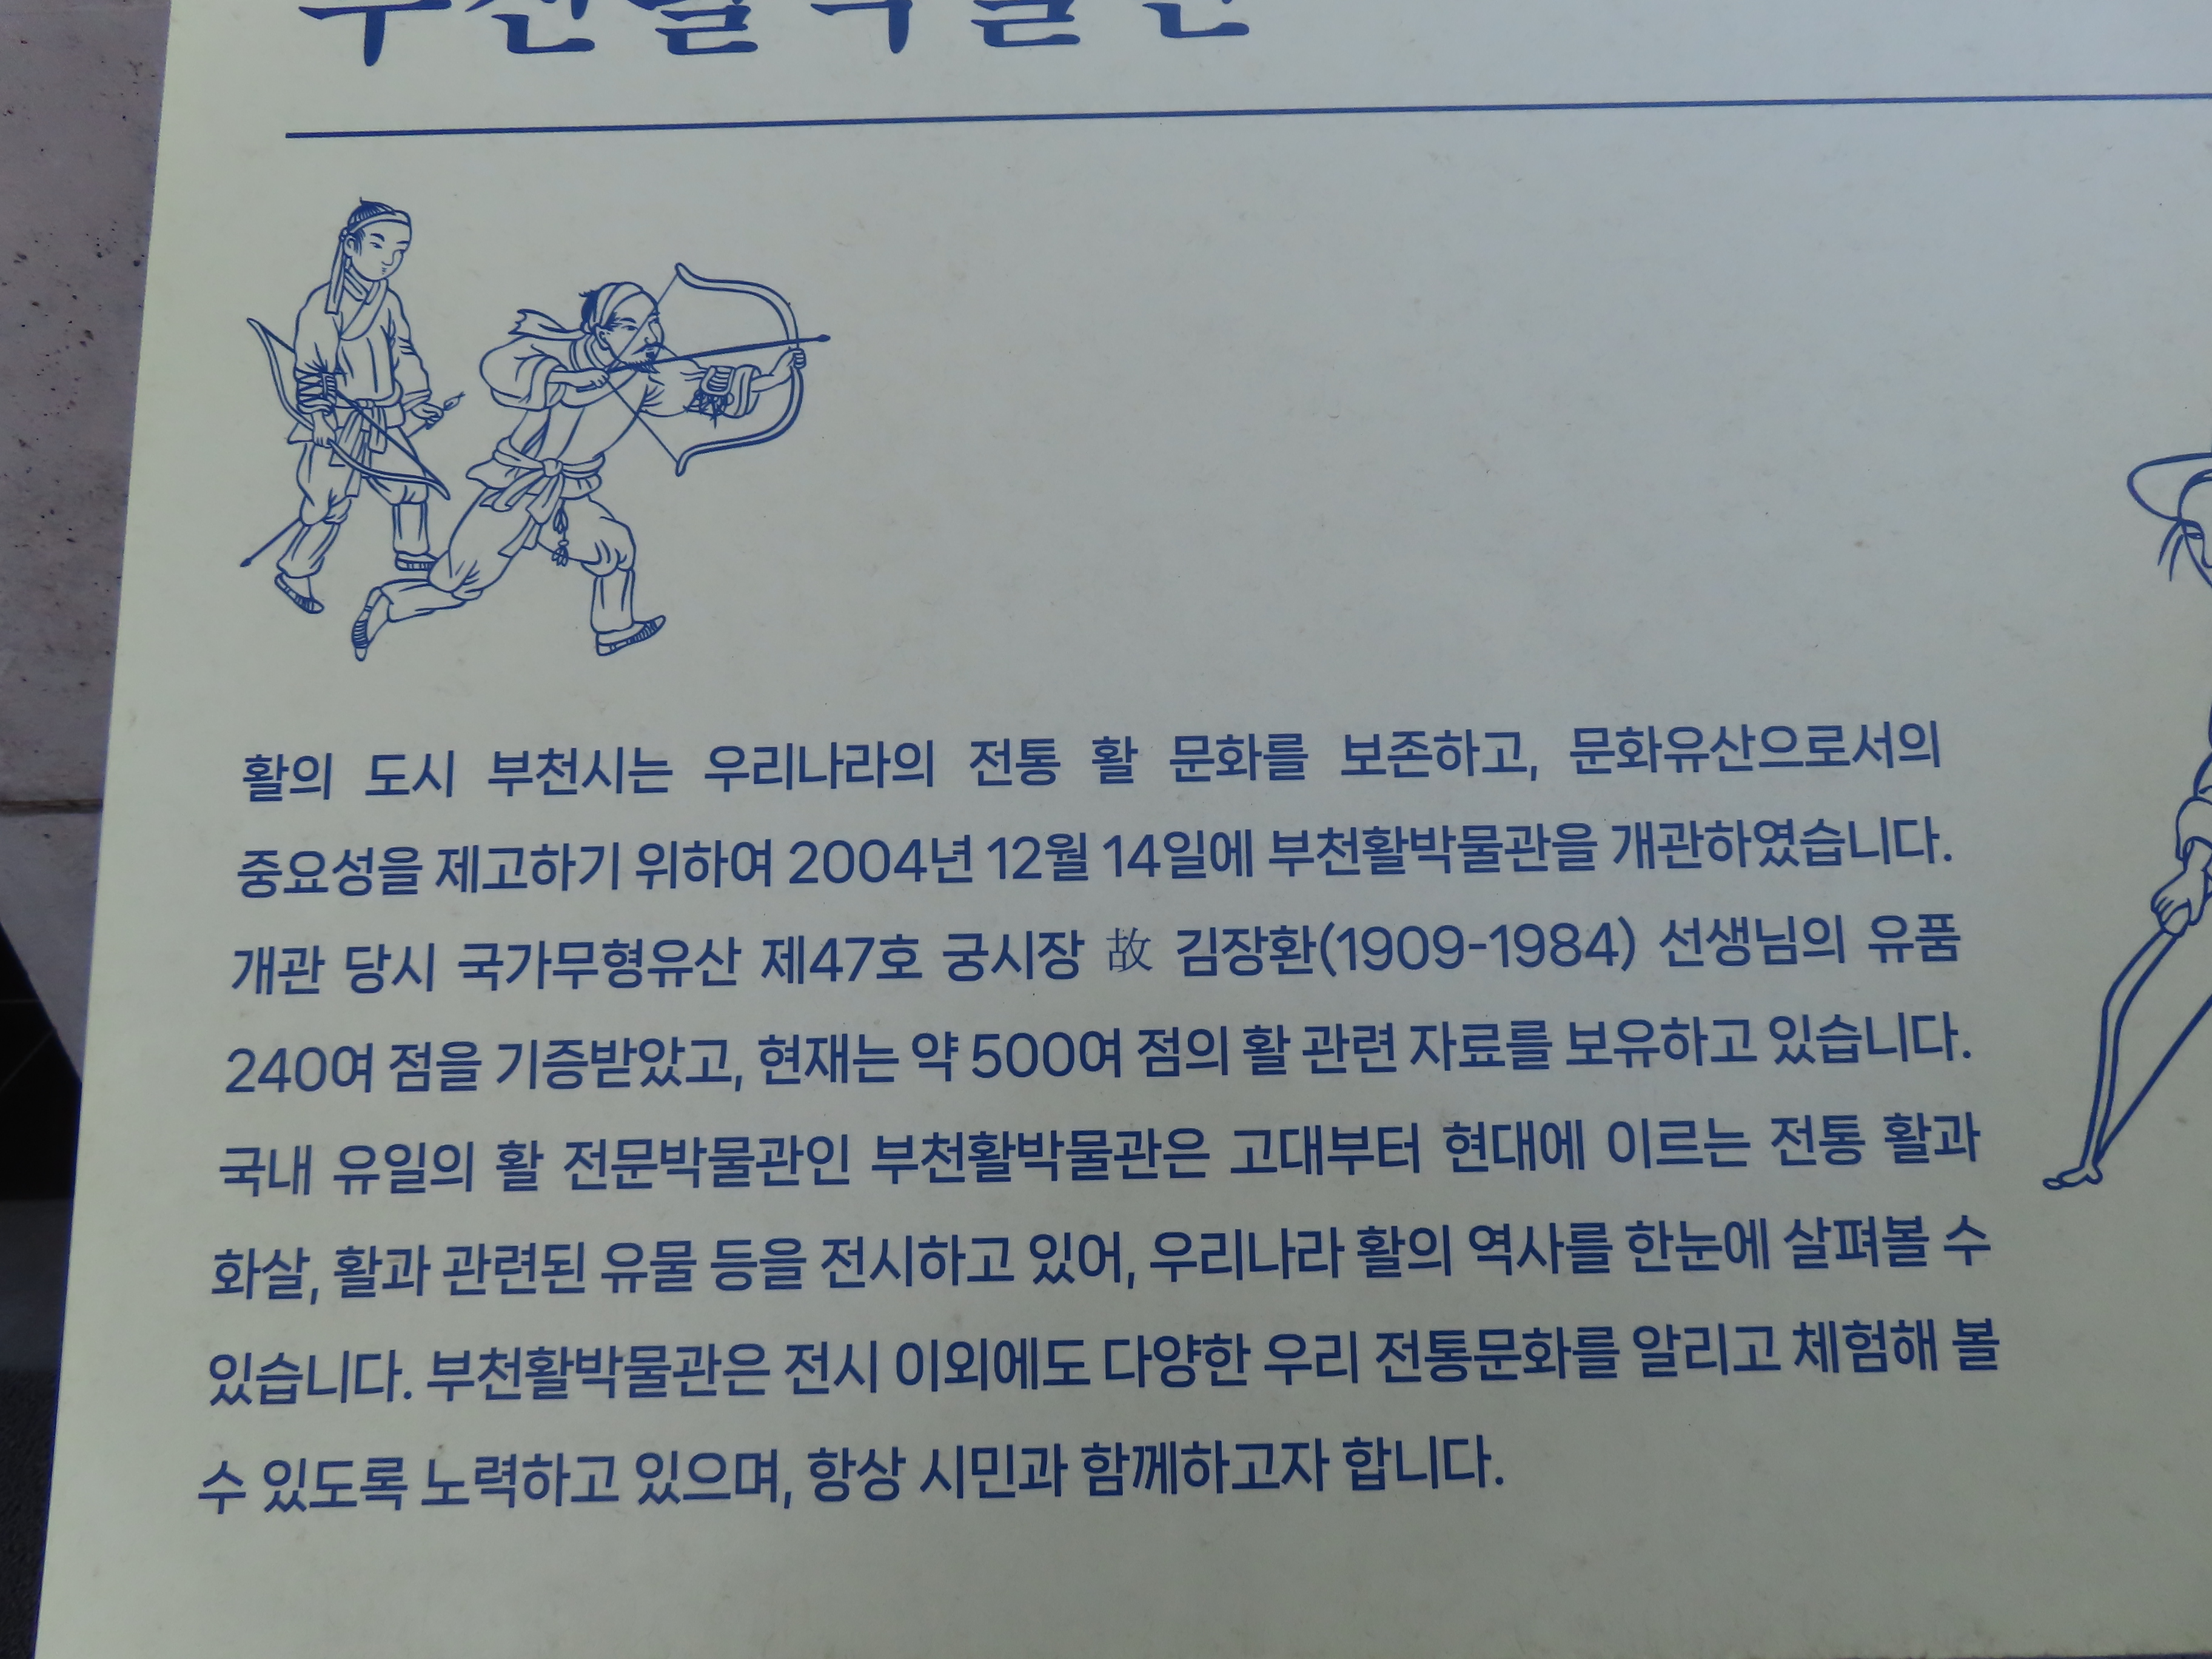 부천활박물관
활의 도시 부천시는 우리나라의 전통 활 문화를 보존하고, 문화유산으로서의
중요성을 제고하기 위하여 2004년 12월 14일에 부천활박물관을 개관하였습니다.
개관 당시 국가무형유산 제47호 궁시장 故 김장환(1909-1984) 선생님의 유품
240여 점을 기증받았고, 현재는 약 500여 점의 활 관련 자료를 보유하고 있습니다.
국내 유일의 활 전문박물관인 부천활박물관은 고대부터 현대에 이르는 전통 활과
화살, 활과 관련된 유물 등을 전시하고 있어, 우리나라 활의 역사를 한눈에 살펴볼 수
있습니다. 부천활박물관은 전시 이외에도 다양한 우리 전통문화를 알리고 체험해 볼
수 있도록 노력하고 있으며, 항상 시민과 함께하고자 합니다.